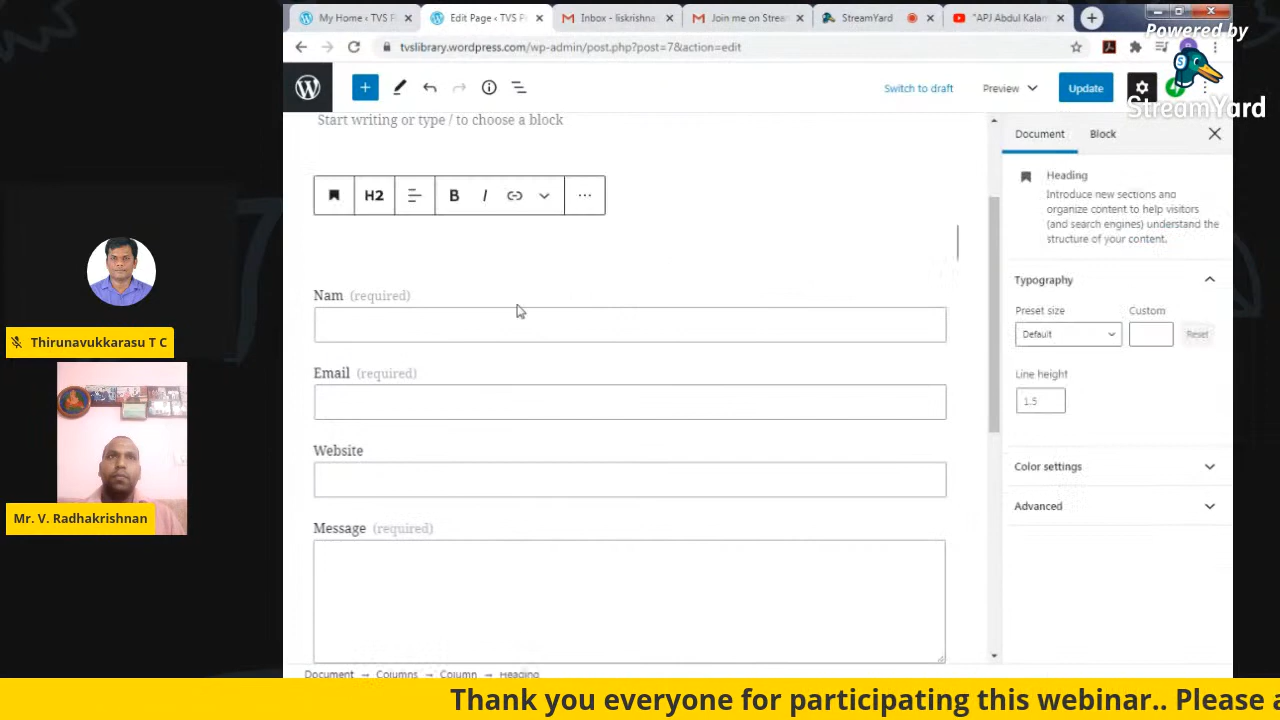 My Home ‹ TVS F
Edit Page ‹ TVS F
Inbox - liskrishna
Join me on Strea
StreamYard
"APJ Abdul Kalam
Powered by
StreamYard
tvslibrary.wordpress.com/wp-admin/post.php?post=7&action=edit
Switch to draft
Preview
Update
Start writing or type / to choose a block
Document
Block
H2
B
I
Heading
Introduce new sections and
organize content to help visitors
(and search engines) understand the
structure of your content.
Typography
Preset size
Custom
Default
Reset
Line height
1.5
Color settings
Advanced
Nam (required)
Email (required)
Website
Message (required)
Document → Columns → Column → Heading
Thirunavukkarasu T C
Mr. V. Radhakrishnan
Thank you everyone for participating this webinar.. Please a